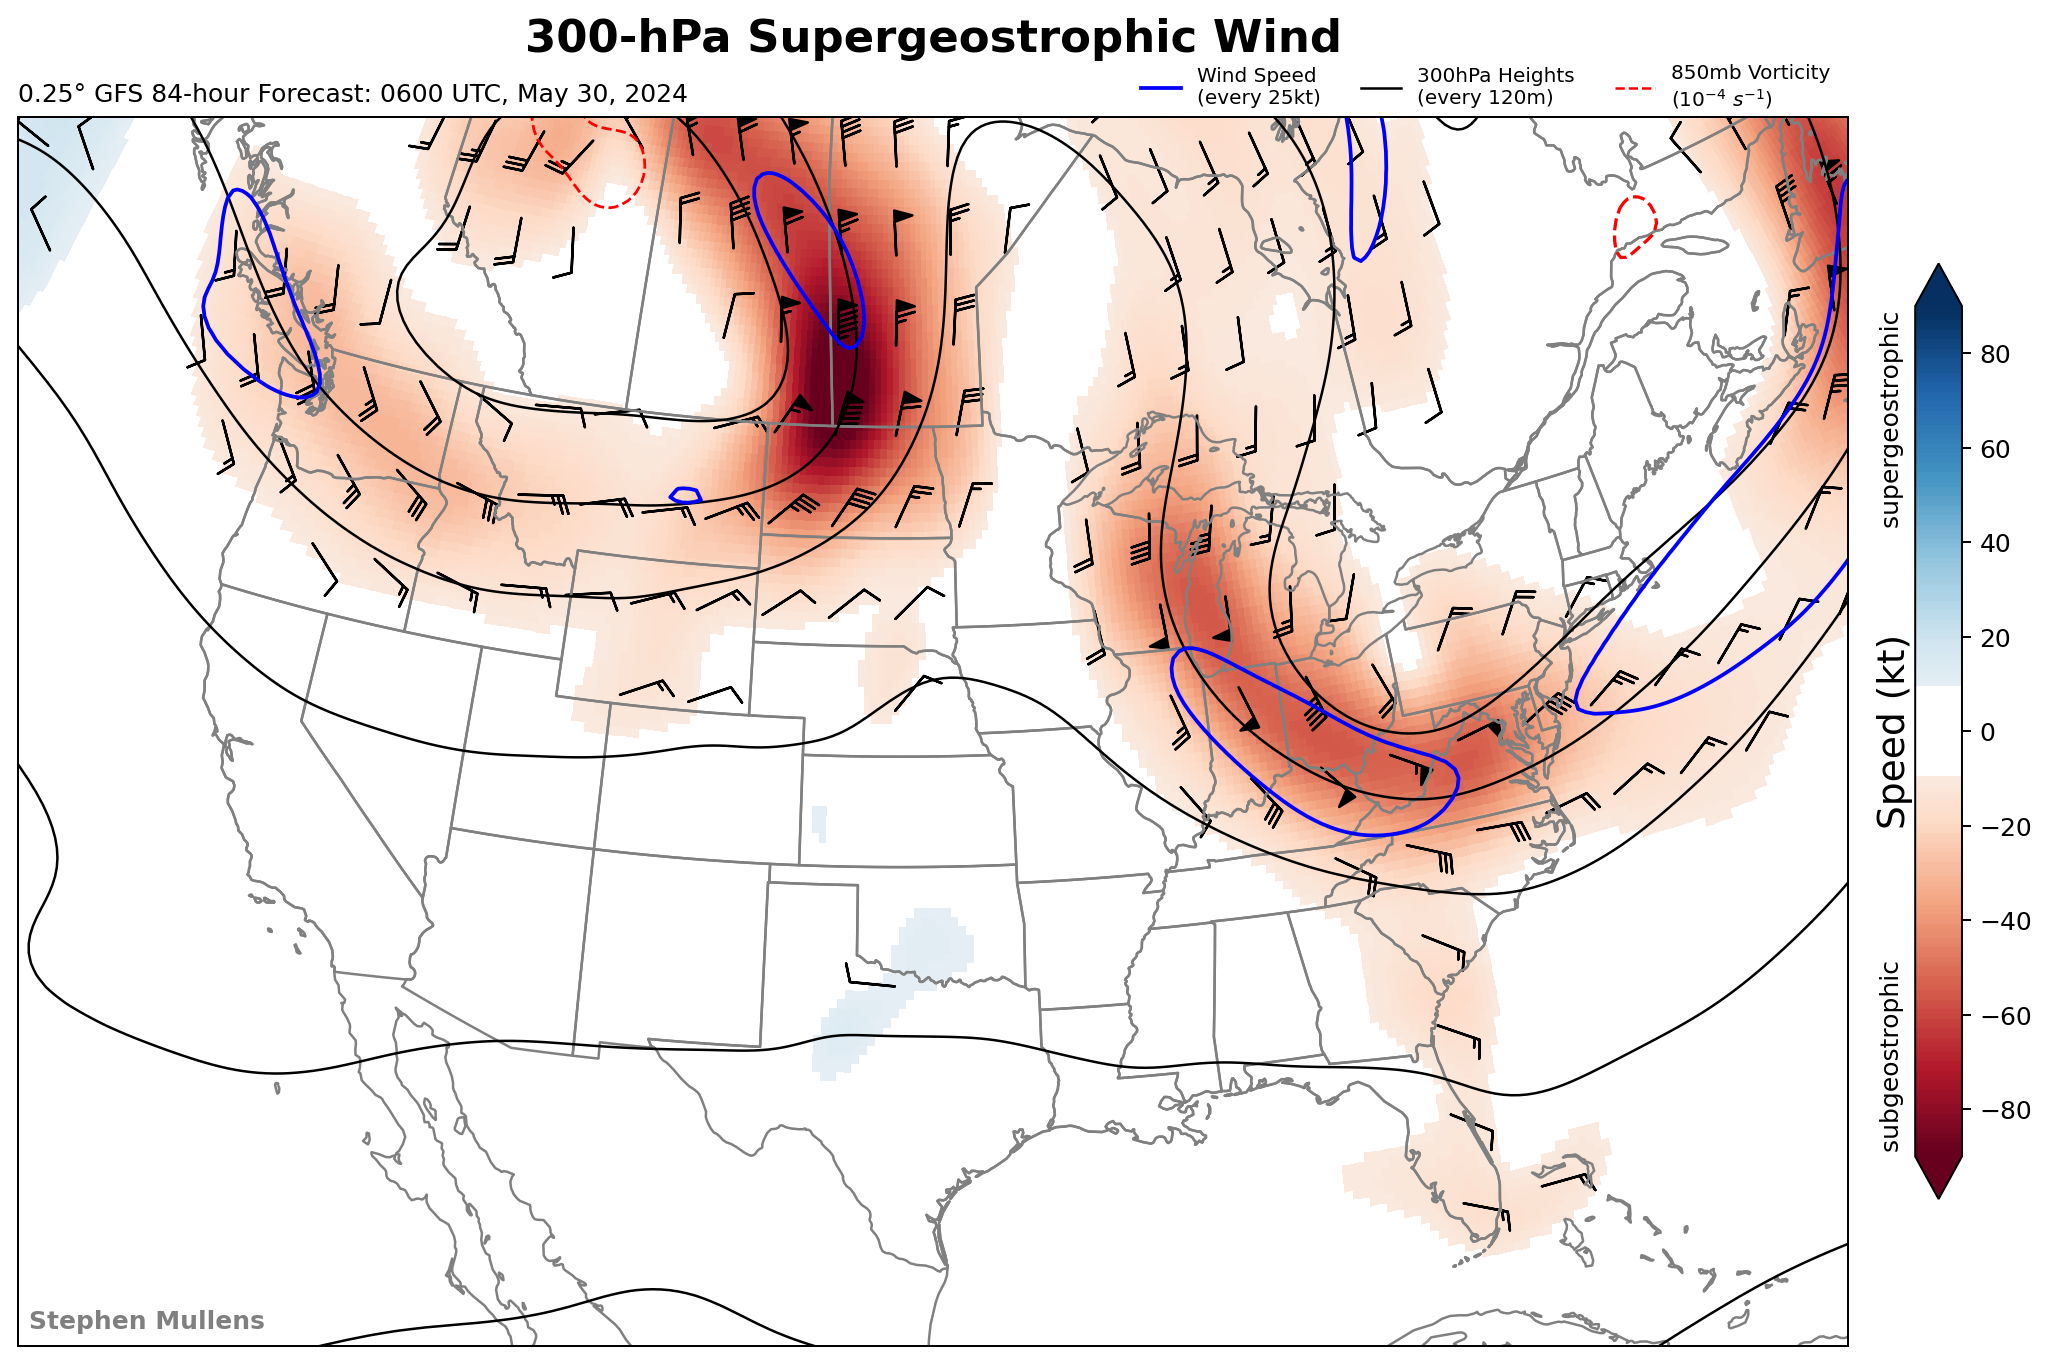 300-hPa Supergeostrophic Wind
0.25° GFS 84-hour Forecast: 0600 UTC, May 30, 2024
Wind Speed
(every 25kt)
300hPa Heights
(every 120m)
850mb Vorticity
(10⁻⁴ s⁻¹)
supergeostrophic
Speed (kt)
subgeostrophic
80
60
40
20
0
−20
−40
−60
−80
Stephen Mullens